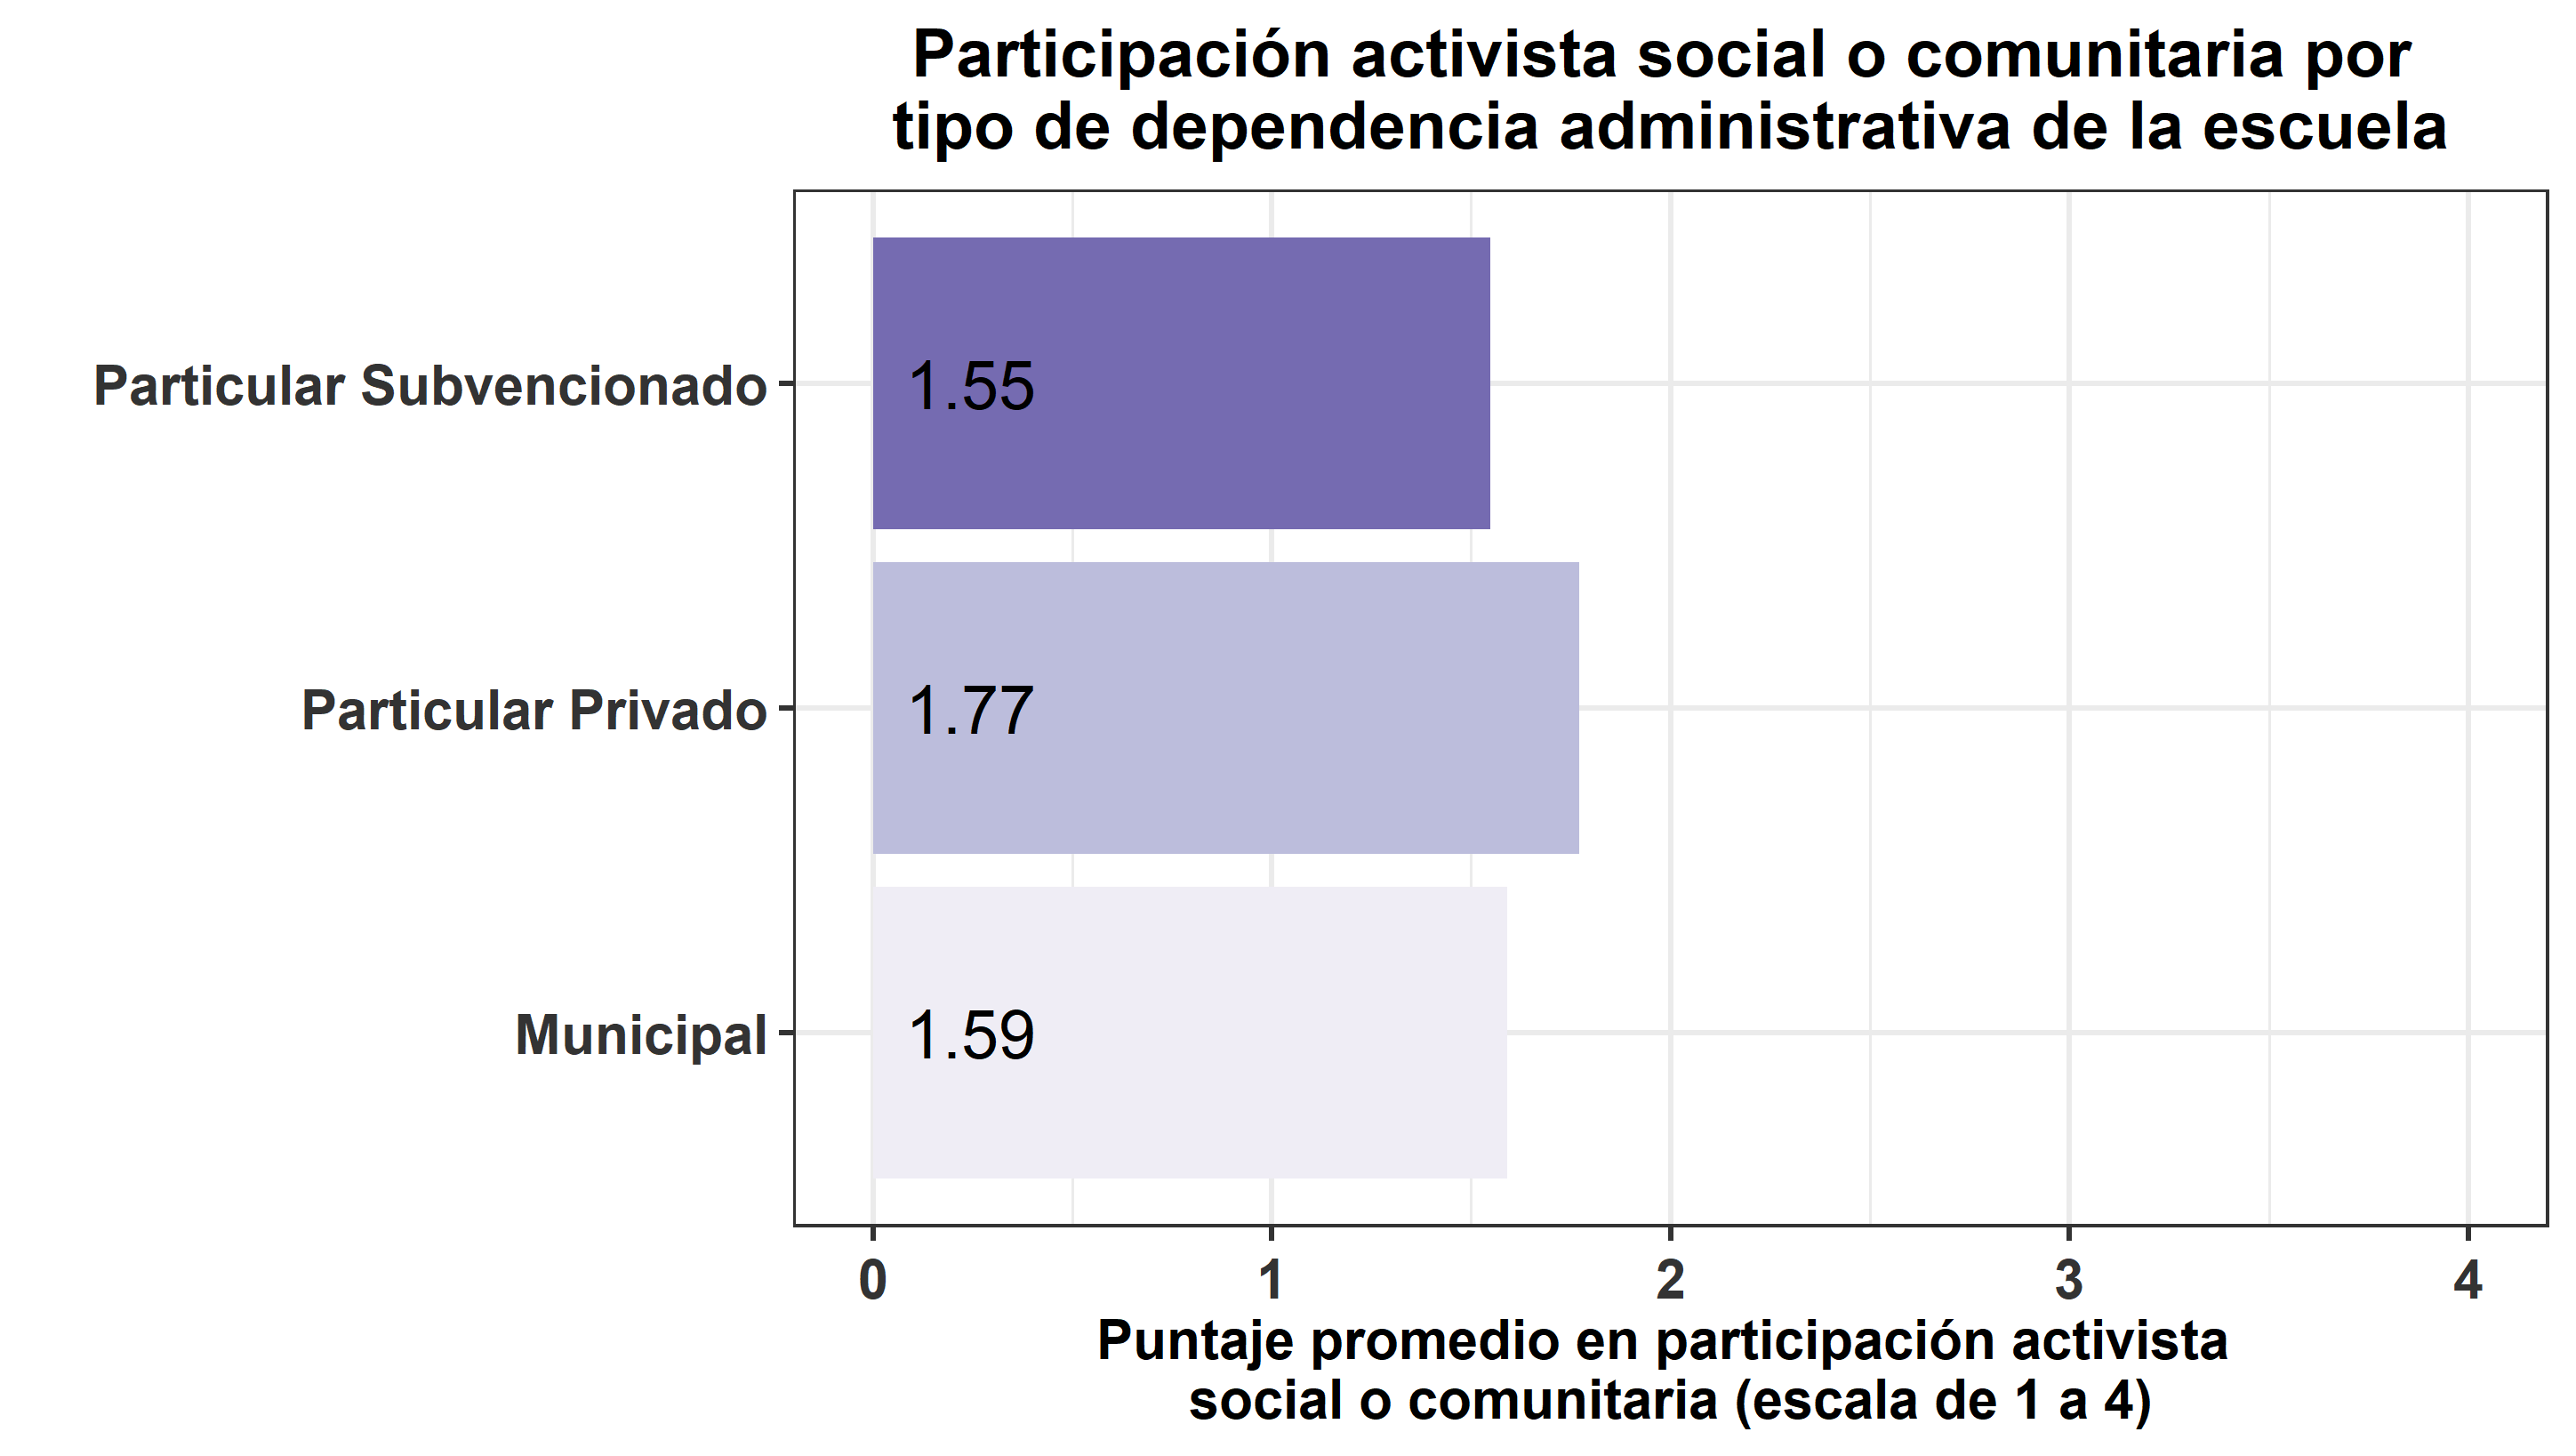 Participación activista social o comunitaria por
tipo de dependencia administrativa de la escuela
Particular Subvencionado
1.55
Particular Privado
1.77
Municipal
1.59
0 1 2 3 4
Puntaje promedio en participación activista
social o comunitaria (escala de 1 a 4)